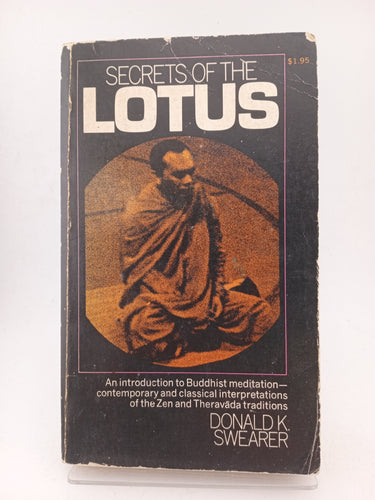 $1.95
SECRETS OF THE
LOTUS
An introduction to Buddhist meditation—
contemporary and classical interpretations
of the Zen and Theravāda traditions
DONALD K.
SWEARER